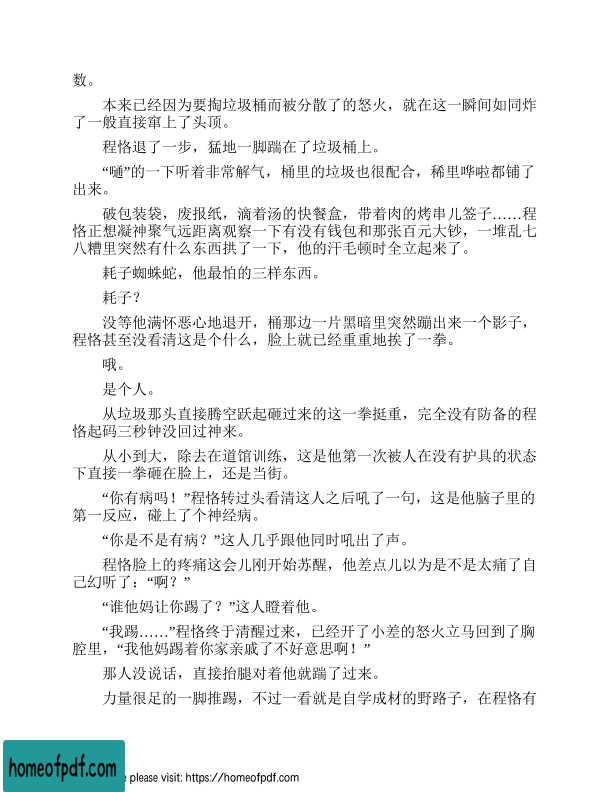 数。
本来已经因为要掏垃圾桶而被分散了的怒火，就在这一瞬间如同炸
了一般直接窜上了头顶。
程恪退了一步，猛地一脚踹在了垃圾桶上。
“嗵”的一下听着非常解气，桶里的垃圾也很配合，稀里哗啦都铺了
出来。
破包装袋，废报纸，滴着汤的快餐盒，带着肉的烤串儿签子……程
恪正想凝神聚气远距离观察一下有没有钱包和那张百元大钞，一堆乱七
八糟里突然有什么东西拱了一下，他的汗毛顿时全立起来了。
耗子蜘蛛蛇，他最怕的三样东西。
耗子？
没等他满怀恶心地退开，桶那边一片黑暗里突然蹦出来一个影子，
程恪甚至没看清这是个什么，脸上就已经重重地挨了一拳。
哦。
是个人。
从垃圾那头直接腾空跃起砸过来的这一拳挺重，完全没有防备的程
恪起码三秒钟没回过神来。
从小到大，除去在道馆训练，这是他第一次被人在没有护具的状态
下直接一拳砸在脸上，还是当街。
“你有病吗！”程恪转过头看清这人之后吼了一句，这是他脑子里的
第一反应，碰上了个神经病。
“你是不是有病？”这人几乎跟他同时吼出了声。
程恪脸上的疼痛这会儿刚开始苏醒，他差点儿以为是不是太痛了自
己幻听了：“啊？”
“谁他妈让你踢了？”这人瞪着他。
“我踢……”程恪终于清醒过来，已经开了小差的怒火立马回到了胸
腔里，“我他妈踢着你家亲戚了不好意思啊！”
那人没说话，直接抬腿对着他就踹了过来。
力量很足的一脚推踢，不过一看就是自学成材的野路子，在程恪有
homeofpdf.com
e please visit: https://homeofpdf.com